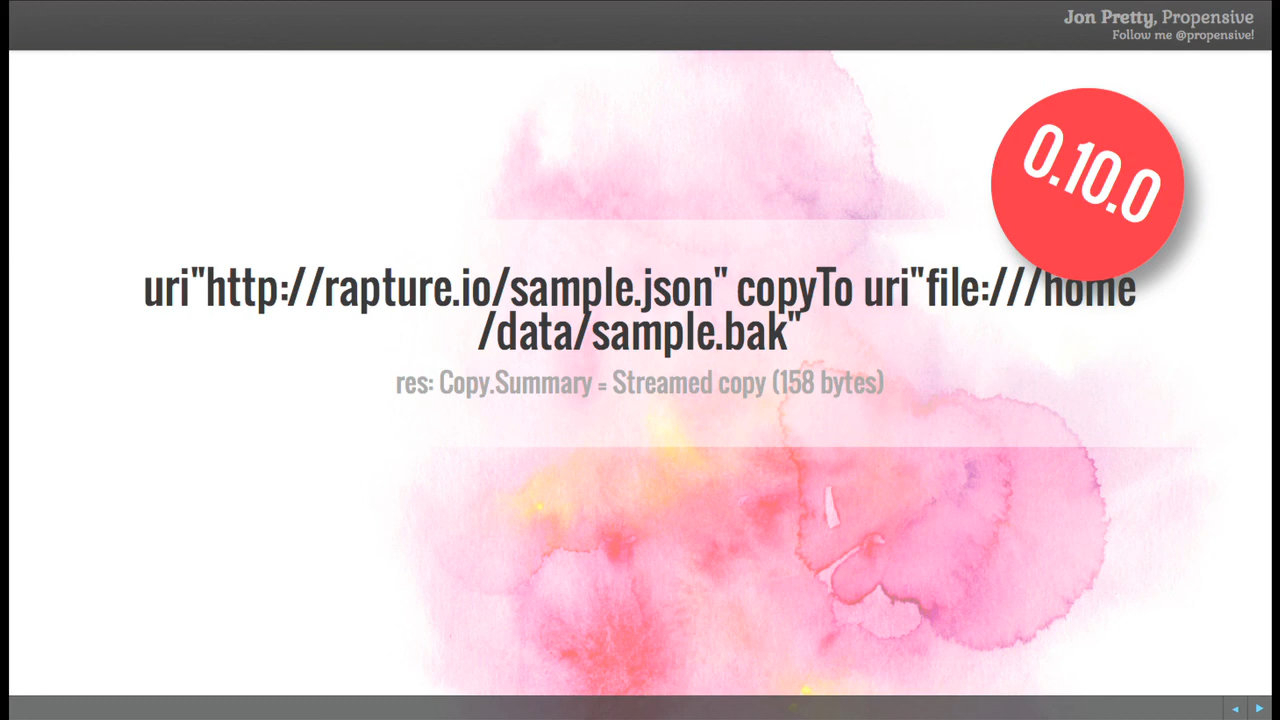 Jon Pretty, Propensive
Follow me @propensive!
0.10.0
uri"http://rapture.io/sample.json" copyTo uri"file:///home
/data/sample.bak"
res: Copy.Summary = Streamed copy (158 bytes)